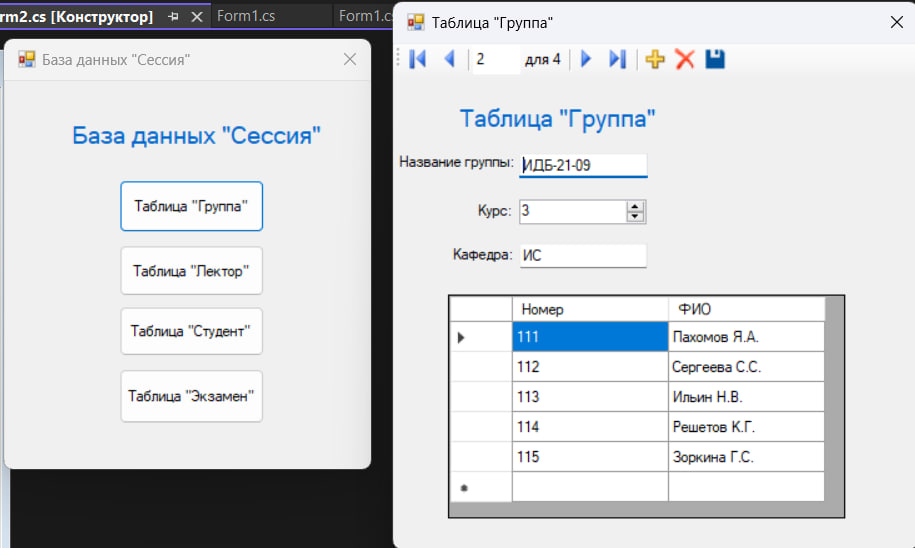 rm2.cs [Конструктор]
Form1.cs
Form1.c
База данных "Сессия"
База данных "Сессия"
Таблица "Группа"
Таблица "Лектор"
Таблица "Студент"
Таблица "Экзамен"
Таблица "Группа"
2 для 4
Таблица "Группа"
Название группы: ИДБ-21-09
Курс: 3
Кафедра: ИС
Номер ФИО
111 Пахомов Я.А.
112 Сергеева С.С.
113 Ильин Н.В.
114 Решетов К.Г.
115 Зоркина Г.С.